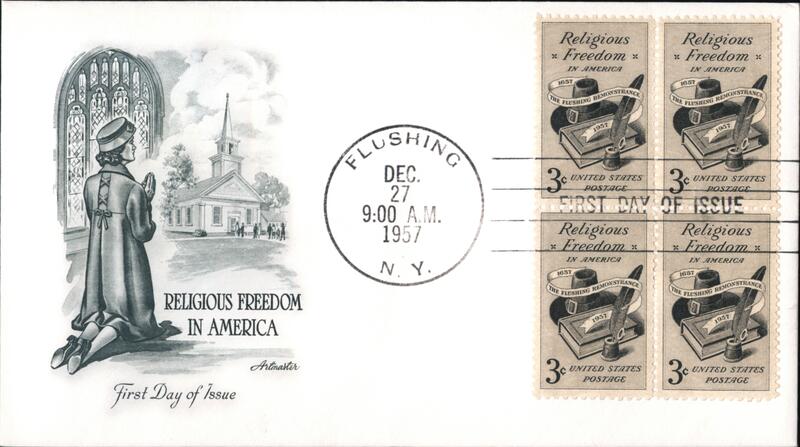 RELIGIOUS FREEDOM
IN AMERICA
Artmaster
First Day of Issue
FLUSHING
DEC.
27
9:00 A.M.
1957
N. Y.
Religious
Freedom
IN AMERICA
1657
THE FLUSHING REMONSTRANCE
1957
3¢ UNITED STATES
POSTAGE
Religious
Freedom
IN AMERICA
1657
THE FLUSHING REMONSTRANCE
1957
3¢ UNITED STATES
POSTAGE
FIRST DAY OF ISSUE
Religious
Freedom
IN AMERICA
1657
THE FLUSHING REMONSTRANCE
1957
3¢ UNITED STATES
POSTAGE
Religious
Freedom
IN AMERICA
1657
THE FLUSHING REMONSTRANCE
1957
3¢ UNITED STATES
POSTAGE